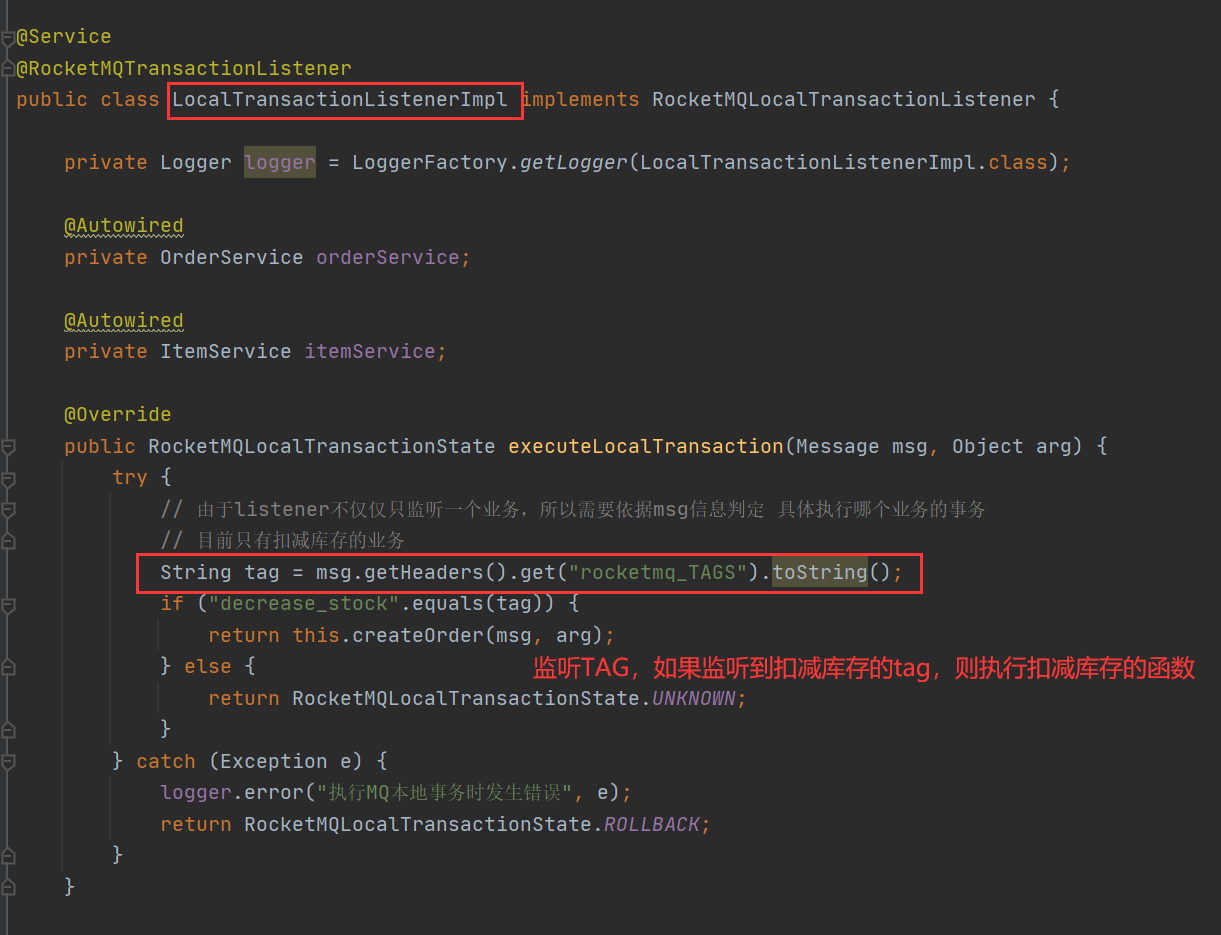 @Service
@RocketMQTransactionListener
public class LocalTransactionListenerImpl implements RocketMQLocalTransactionListener {
private Logger logger = LoggerFactory.getLogger(LocalTransactionListenerImpl.class);
@Autowired
private OrderService orderService;
@Autowired
private ItemService itemService;
@Override
public RocketMQLocalTransactionState executeLocalTransaction(Message msg, Object arg) {
try {
// 由于listener不仅仅只监听一个业务，所以需要依据msg信息判定 具体执行哪个业务的事务
// 目前只有扣减库存的业务
String tag = msg.getHeaders().get("rocketmq_TAGS").toString();
if ("decrease_stock".equals(tag)) {
return this.createOrder(msg, arg);
} else {
监听TAG，如果监听到扣减库存的tag，则执行扣减库存的函数
return RocketMQLocalTransactionState.UNKNOWN;
}
} catch (Exception e) {
logger.error("执行MQ本地事务时发生错误", e);
return RocketMQLocalTransactionState.ROLLBACK;
}
}